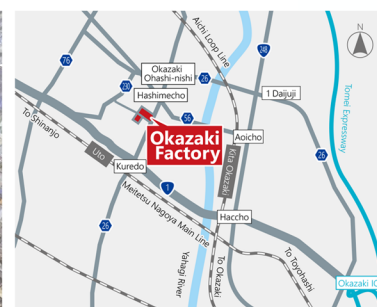 Aichi Loop Line
248
N
76
Okazaki
Ohashi-nishi
26
230
Hashimecho
1 Daijuji
56
Tomei Expressway
To Shinanjo
Okazaki
Factory
Aoicho
Uto
Kita Okazaki
26
Kuredo
1
Meitetsu Nagoya Main Line
26
Haccho
Yahagi River
To Okazaki
To Toyohashi
Okazaki IC